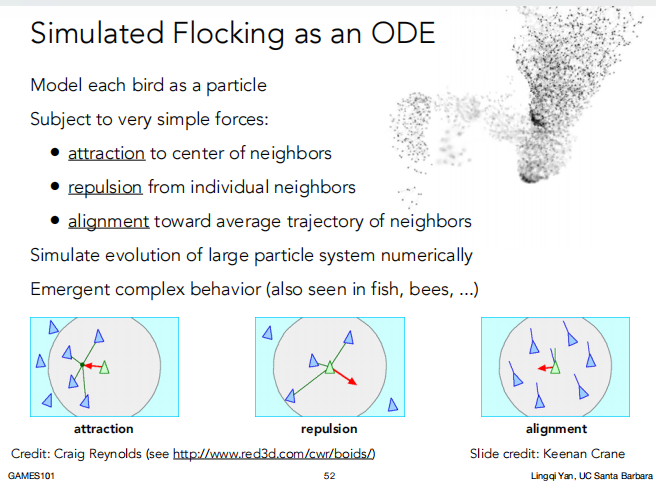 Simulated Flocking as an ODE
Model each bird as a particle
Subject to very simple forces:
• attraction to center of neighbors
• repulsion from individual neighbors
• alignment toward average trajectory of neighbors
Simulate evolution of large particle system numerically
Emergent complex behavior (also seen in fish, bees, ...)
attraction
repulsion
alignment
Credit: Craig Reynolds (see http://www.red3d.com/cwr/boids/)
Slide credit: Keenan Crane
GAMES101
52
Lingqi Yan, UC Santa Barbara